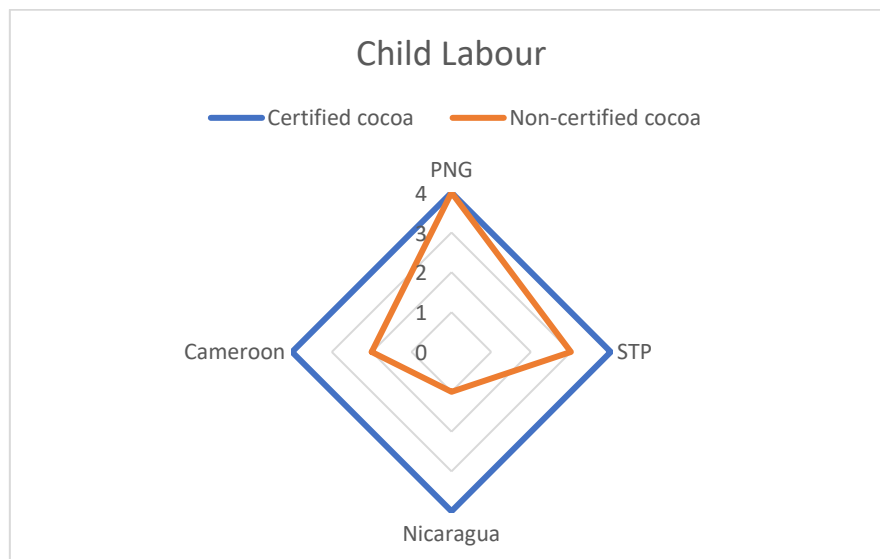 Child Labour
Certified cocoa Non-certified cocoa
PNG
4
3
2
1
0
Cameroon STP
Nicaragua